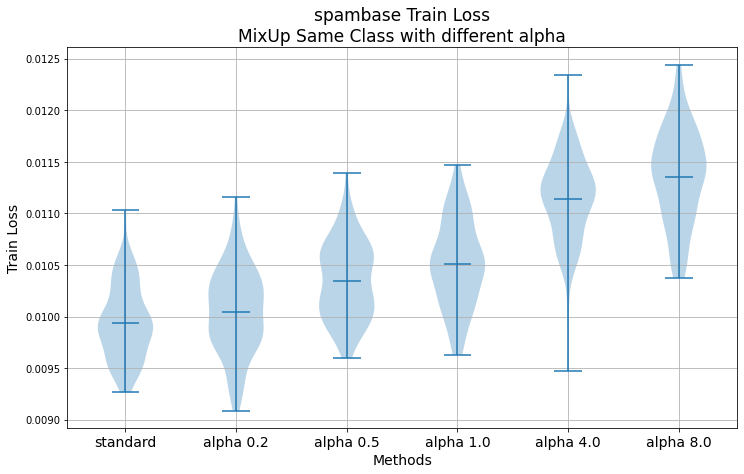 spambase Train Loss
MixUp Same Class with different alpha
0.0125
0.0120
0.0115
0.0110
0.0105
0.0100
0.0095
0.0090
Train Loss
standard
alpha 0.2
alpha 0.5
alpha 1.0
alpha 4.0
alpha 8.0
Methods